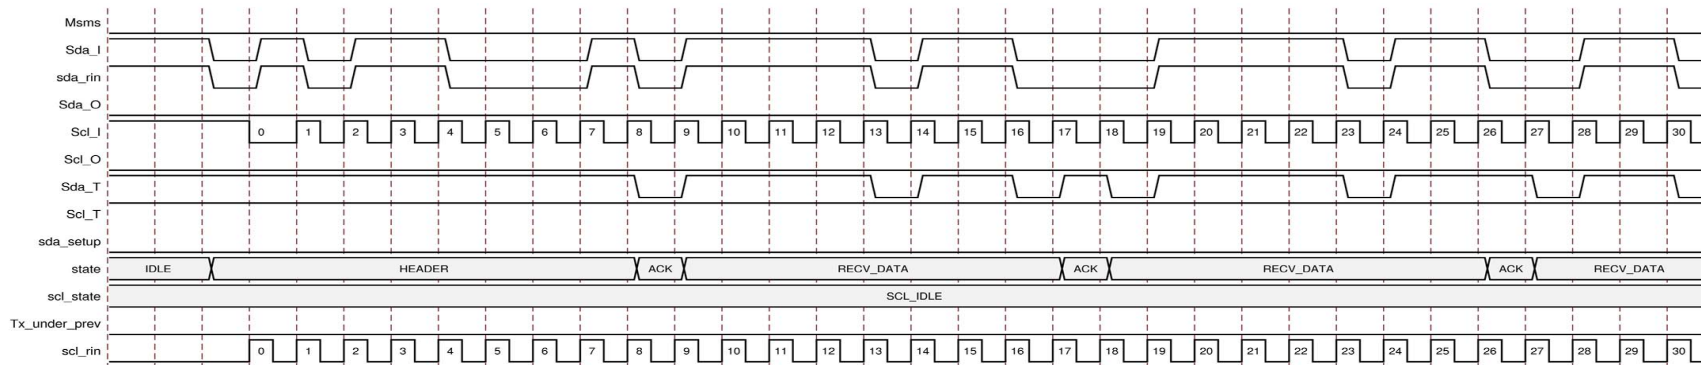 Msms
Sda_I
sda_rin
Sda_O
Scl_I 0 1 2 3 4 5 6 7 8 9 10 11 12 13 14 15 16 17 18 19 20 21 22 23 24 25 26 27 28 29 30
Scl_O
Sda_T
Scl_T
sda_setup
state IDLE HEADER ACK RECV_DATA ACK RECV_DATA ACK RECV_DATA
scl_state SCL_IDLE
Tx_under_prev
scl_rin 0 1 2 3 4 5 6 7 8 9 10 11 12 13 14 15 16 17 18 19 20 21 22 23 24 25 26 27 28 29 30